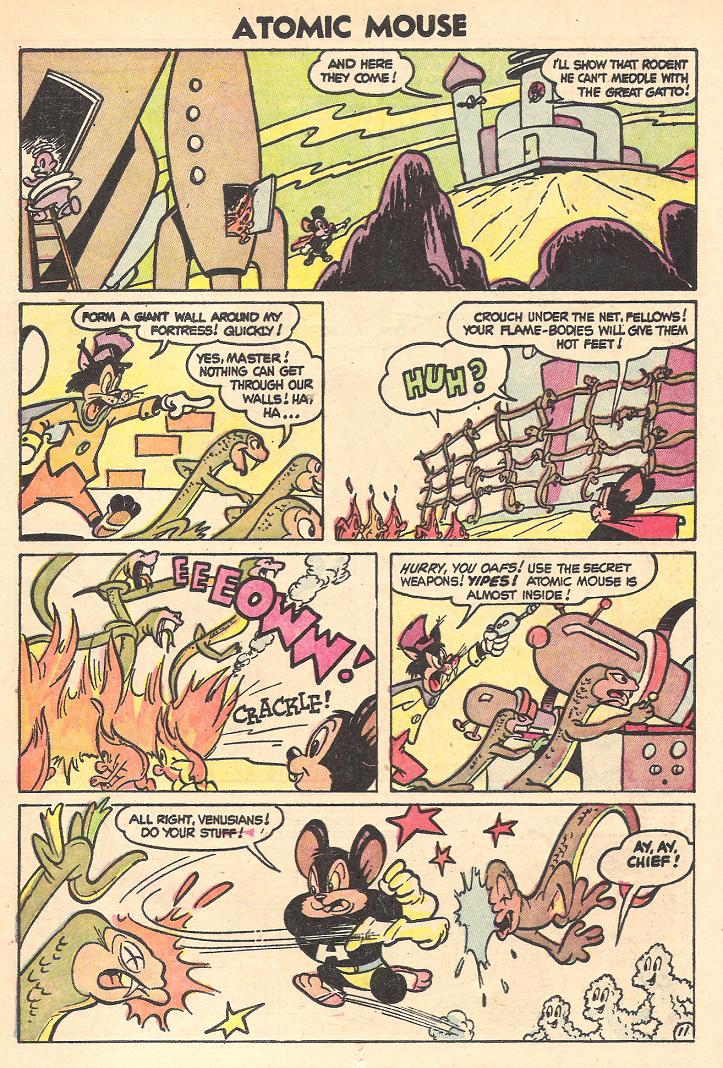 ATOMIC MOUSE
AND HERE
THEY COME!
I'LL SHOW THAT RODENT
HE CAN'T MEDDLE WITH
THE GREAT GATTO!
FORM A GIANT WALL AROUND MY
FORTRESS! QUICKLY!
YES, MASTER!
NOTHING CAN GET
THROUGH OUR
WALLS! HA,
HA...
CROUCH UNDER THE NET, FELLOWS!
YOUR FLAME-BODIES WILL GIVE THEM
HOT FEET!
HUH?
EEEOWW!
CRACKLE!
HURRY, YOU OAFS! USE THE SECRET
WEAPONS! YIPES! ATOMIC MOUSE IS
ALMOST INSIDE!
ALL RIGHT, VENUSIANS!
DO YOUR STUFF!
A
AY, AY,
CHIEF!
11